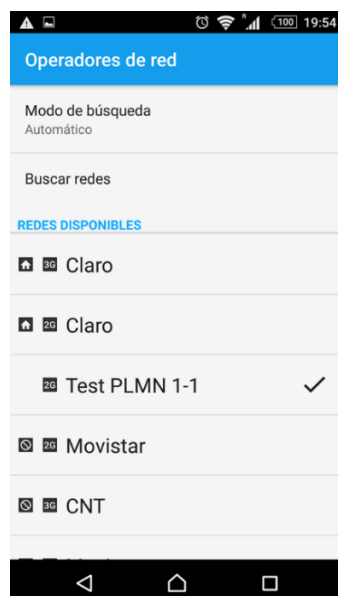 R 100 19:54
Operadores de red
Modo de búsqueda
Automático
Buscar redes
REDES DISPONIBLES
3G Claro
2G Claro
2G Test PLMN 1-1
2G Movistar
3G CNT